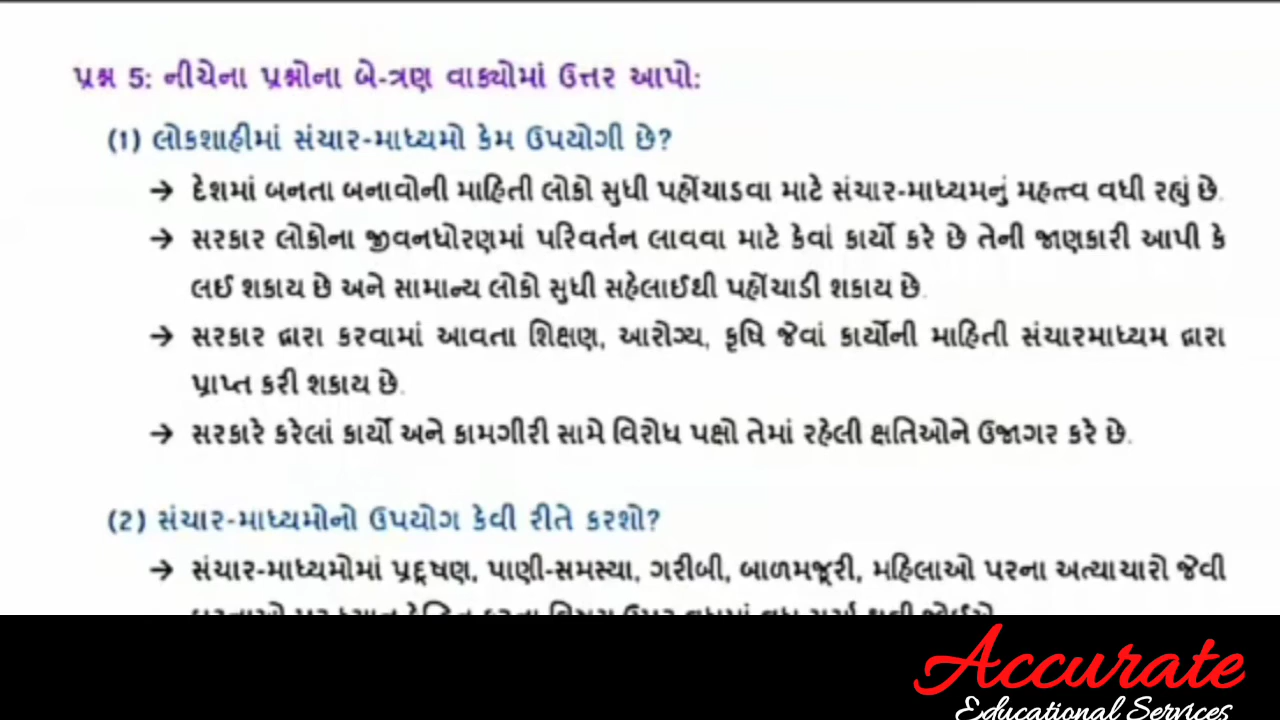 પ્રશ્ન 5: નીચેના પ્રશ્નોના બે-ત્રણ વાક્યોમાં ઉત્તર આપો:
(1) લોકશાહીમાં સંચાર-માધ્યમો કેમ ઉપયોગી છે?
→ દેશમાં બનતા બનાવોની માહિતી લોકો સુધી પહોંચાડવા માટે સંચાર-માધ્યમનું મહત્ત્વ વધી રહ્યું છે.
→ સરકાર લોકોના જીવનધોરણમાં પરિવર્તન લાવવા માટે કેવાં કાર્યો કરે છે તેની જાણકારી આપી કે
લઈ શકાય છે અને સામાન્ય લોકો સુધી સહેલાઈથી પહોંચાડી શકાય છે.
→ સરકાર દ્વારા કરવામાં આવતા શિક્ષણ, આરોગ્ય, કૃષિ જેવાં કાર્યોની માહિતી સંચારમાધ્યમ દ્વારા
પ્રાપ્ત કરી શકાય છે.
→ સરકારે કરેલાં કાર્યો અને કામગીરી સામે વિરોધ પક્ષો તેમાં રહેલી ક્ષતિઓને ઉજાગર કરે છે.
(2) સંચાર-માધ્યમોનો ઉપયોગ કેવી રીતે કરશો?
→ સંચાર-માધ્યમોમાં પ્રદૂષણ, પાણી-સમસ્યા, ગરીબી, બાળમજૂરી, મહિલાઓ પરના અત્યાચારો જેવી
Accurate
Educational Services